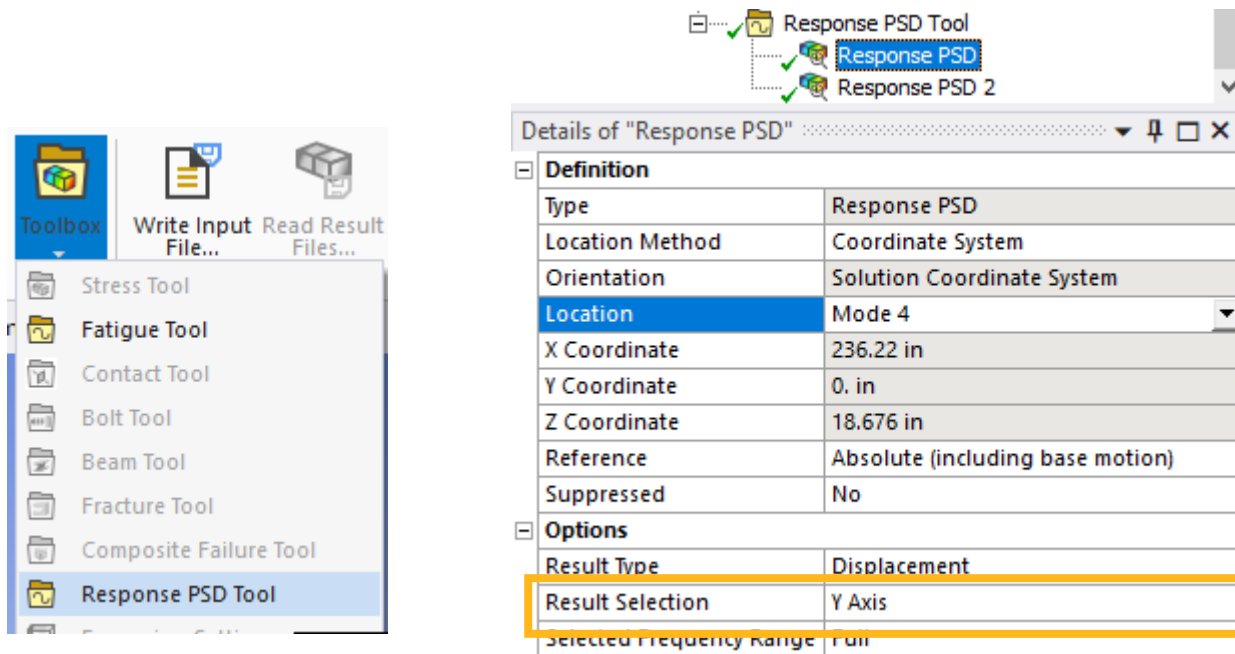 Toolbox
Write Input File...
Read Result Files...
Stress Tool
Fatigue Tool
Contact Tool
Bolt Tool
Beam Tool
Fracture Tool
Composite Failure Tool
Response PSD Tool
Response PSD Tool
Response PSD
Response PSD 2
Details of "Response PSD"
Definition
Type Response PSD
Location Method Coordinate System
Orientation Solution Coordinate System
Location Mode 4
X Coordinate 236.22 in
Y Coordinate 0. in
Z Coordinate 18.676 in
Reference Absolute (including base motion)
Suppressed No
Options
Result Type Displacement
Result Selection Y Axis
Selected Frequency Range Full